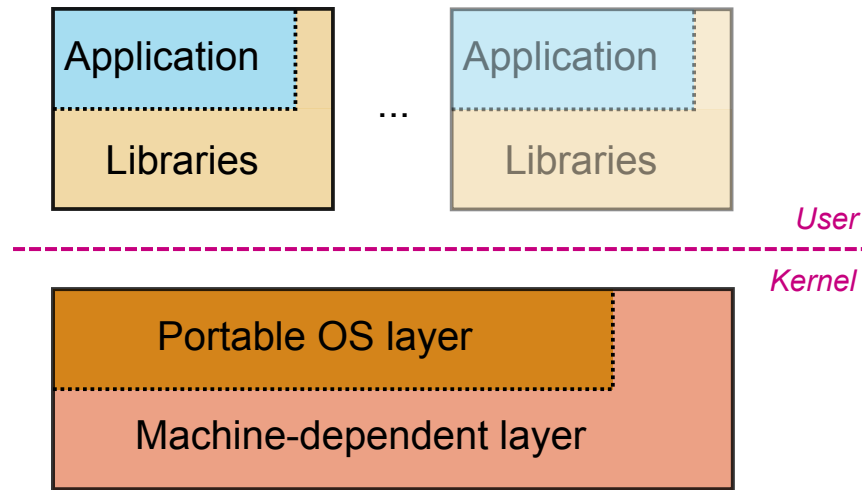 Application
Application
...
Libraries
Libraries
User
Kernel
Portable OS layer
Machine-dependent layer